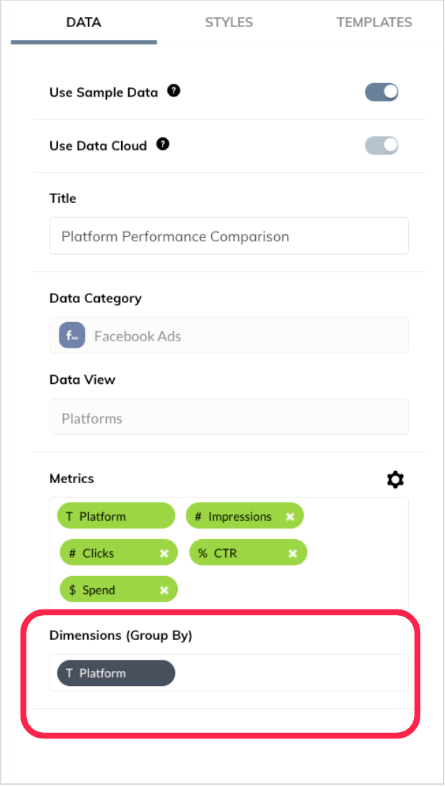 DATA STYLES TEMPLATES
Use Sample Data ?
Use Data Cloud ?
Title
Platform Performance Comparison
Data Category
Facebook Ads
Data View
Platforms
Metrics
T Platform # Impressions ×
# Clicks × % CTR ×
$ Spend ×
Dimensions (Group By)
T Platform